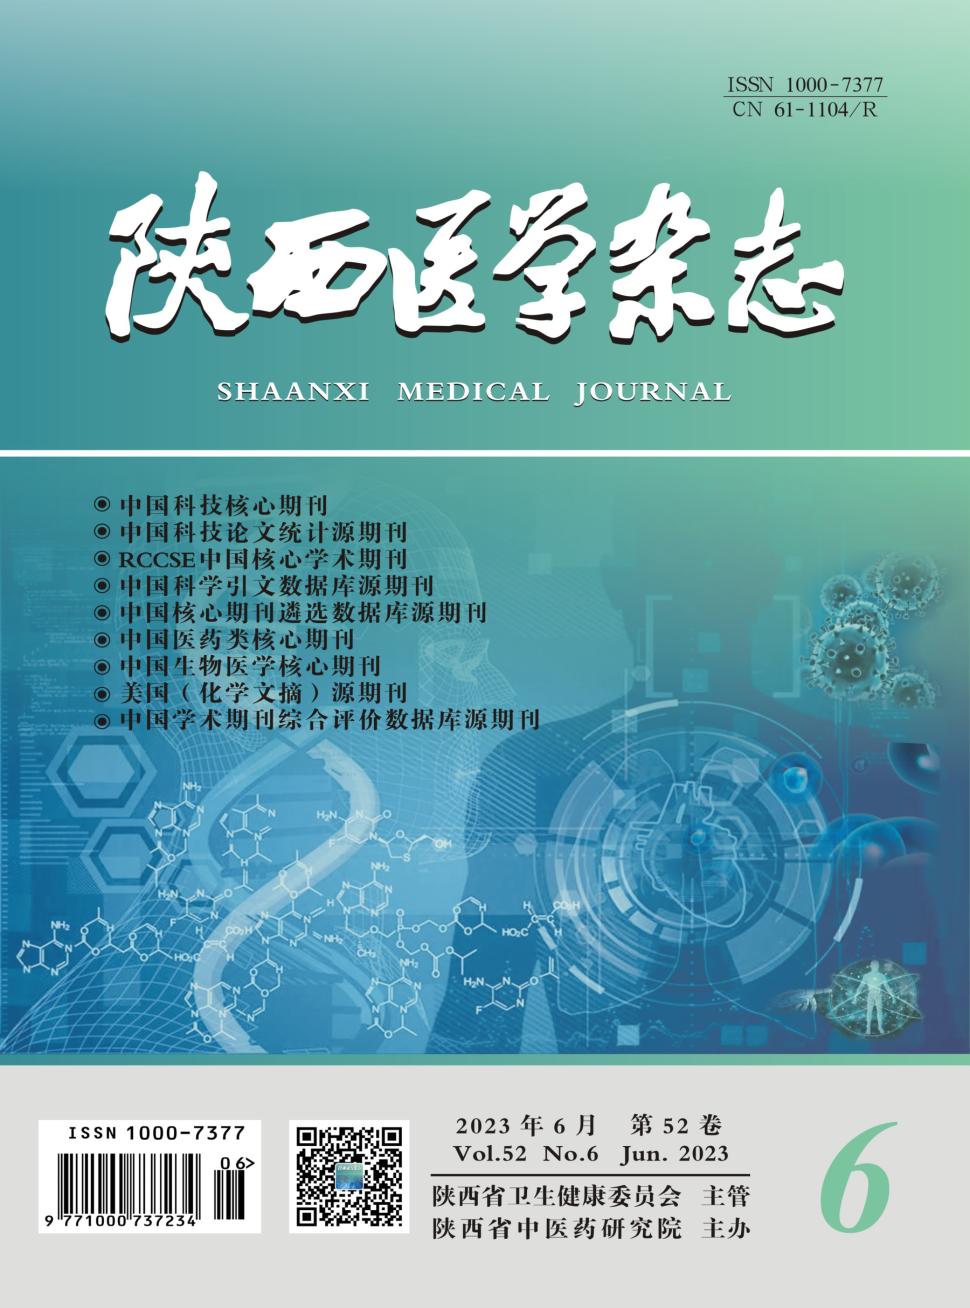 ISSN 1000-7377
CN 61-1104/R
陕西医学杂志
SHAANXI MEDICAL JOURNAL
◉ 中国科技核心期刊
◉ 中国科技论文统计源期刊
◉ RCCSE中国核心学术期刊
◉ 中国科学引文数据库源期刊
◉ 中国核心期刊遴选数据库源期刊
◉ 中国医药类核心期刊
◉ 中国生物医学核心期刊
◉ 美国（化学文摘）源期刊
◉ 中国学术期刊综合评价数据库源期刊
ISSN 1000-7377
06>
9 771000 737234
2023 年 6 月 第 52 卷
Vol.52 No.6 Jun. 2023
陕西省卫生健康委员会 主管
陕西省中医药研究院 主办
6